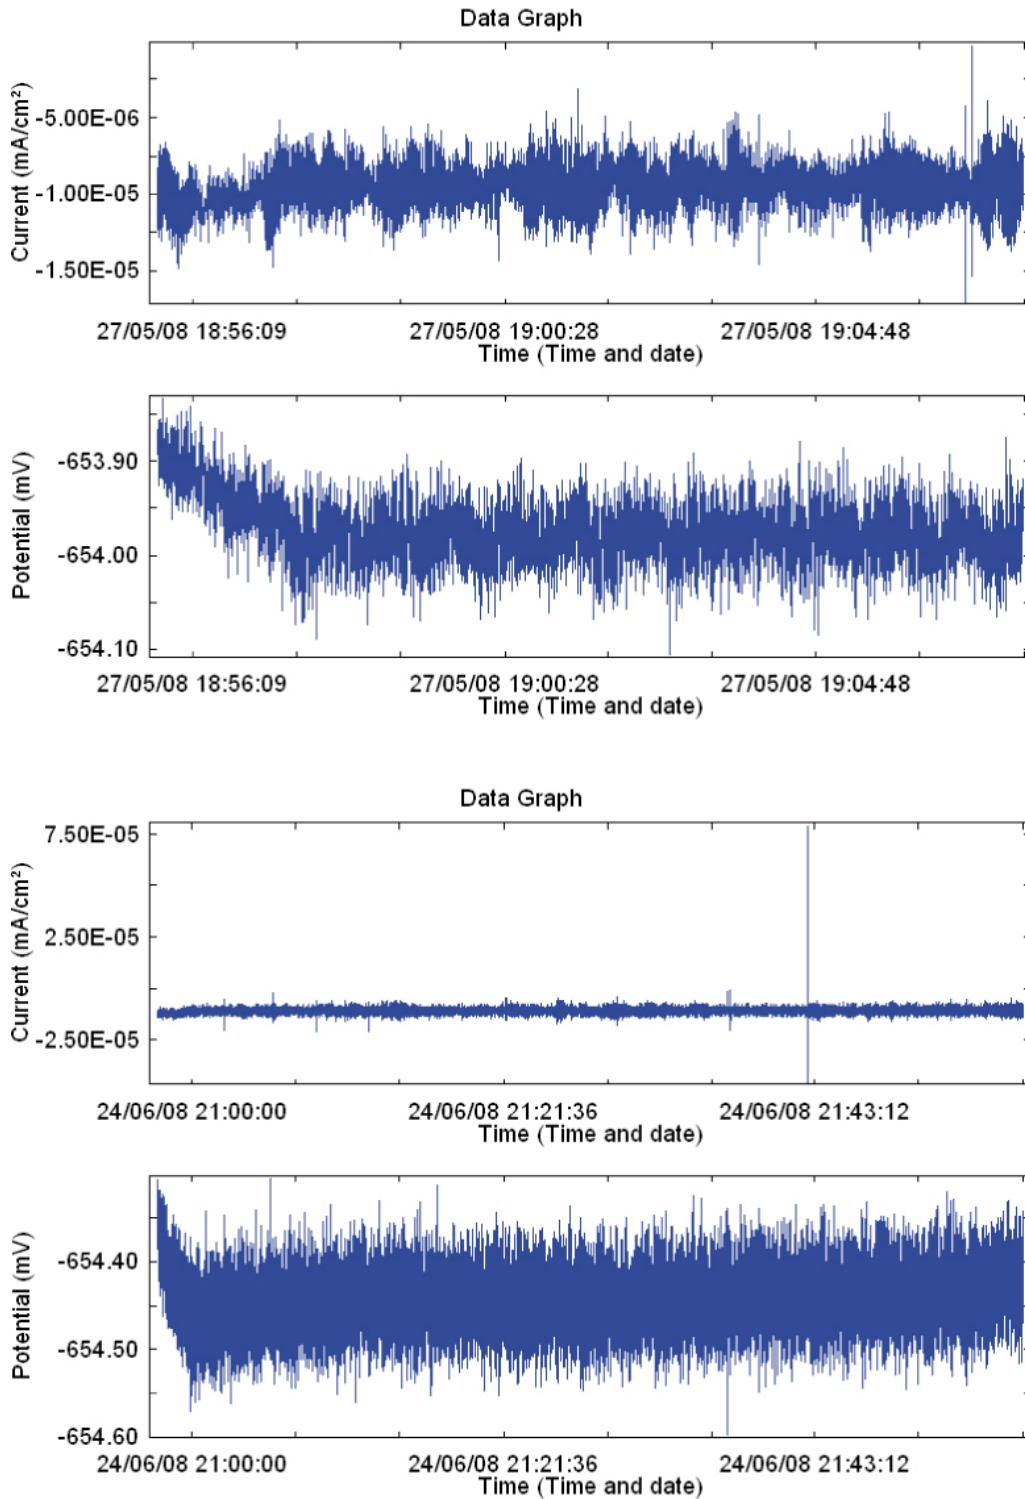 Data Graph
Current (mA/cm²)
-5.00E-06
-1.00E-05
-1.50E-05
27/05/08 18:56:09 27/05/08 19:00:28 27/05/08 19:04:48
Time (Time and date)
Potential (mV)
-653.90
-654.00
-654.10
27/05/08 18:56:09 27/05/08 19:00:28 27/05/08 19:04:48
Time (Time and date)
Data Graph
Current (mA/cm²)
7.50E-05
2.50E-05
-2.50E-05
24/06/08 21:00:00 24/06/08 21:21:36 24/06/08 21:43:12
Time (Time and date)
Potential (mV)
-654.40
-654.50
-654.60
24/06/08 21:00:00 24/06/08 21:21:36 24/06/08 21:43:12
Time (Time and date)